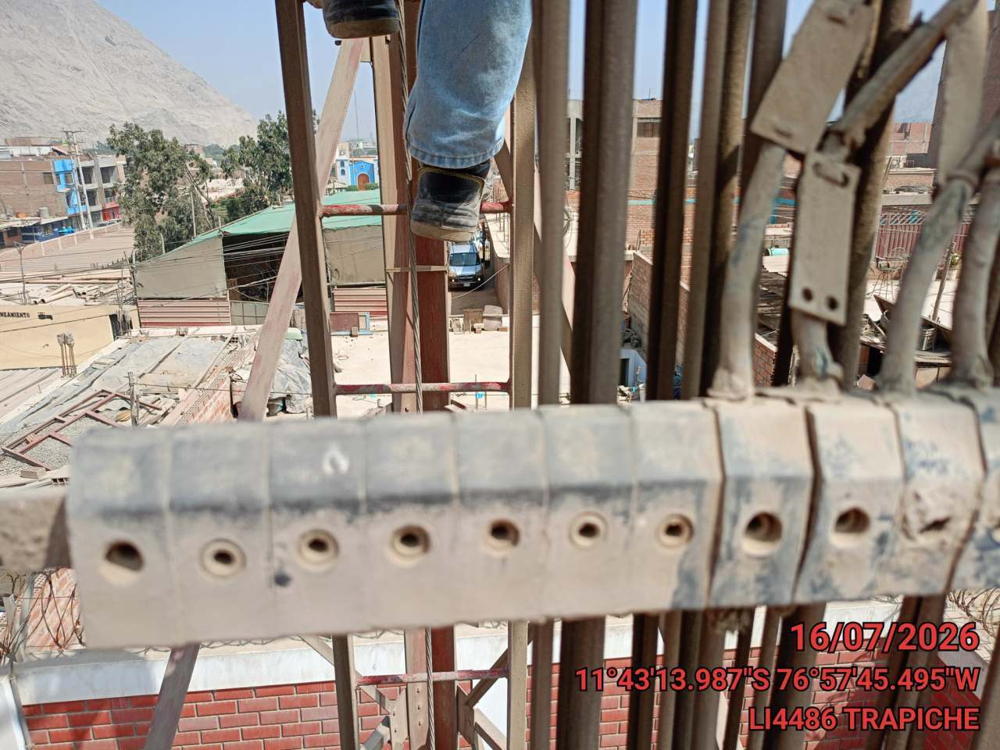 NEAMIENTO
16/07/2026
11°43'13.987"S 76°57'45.495"W
LI4486 TRAPICHE